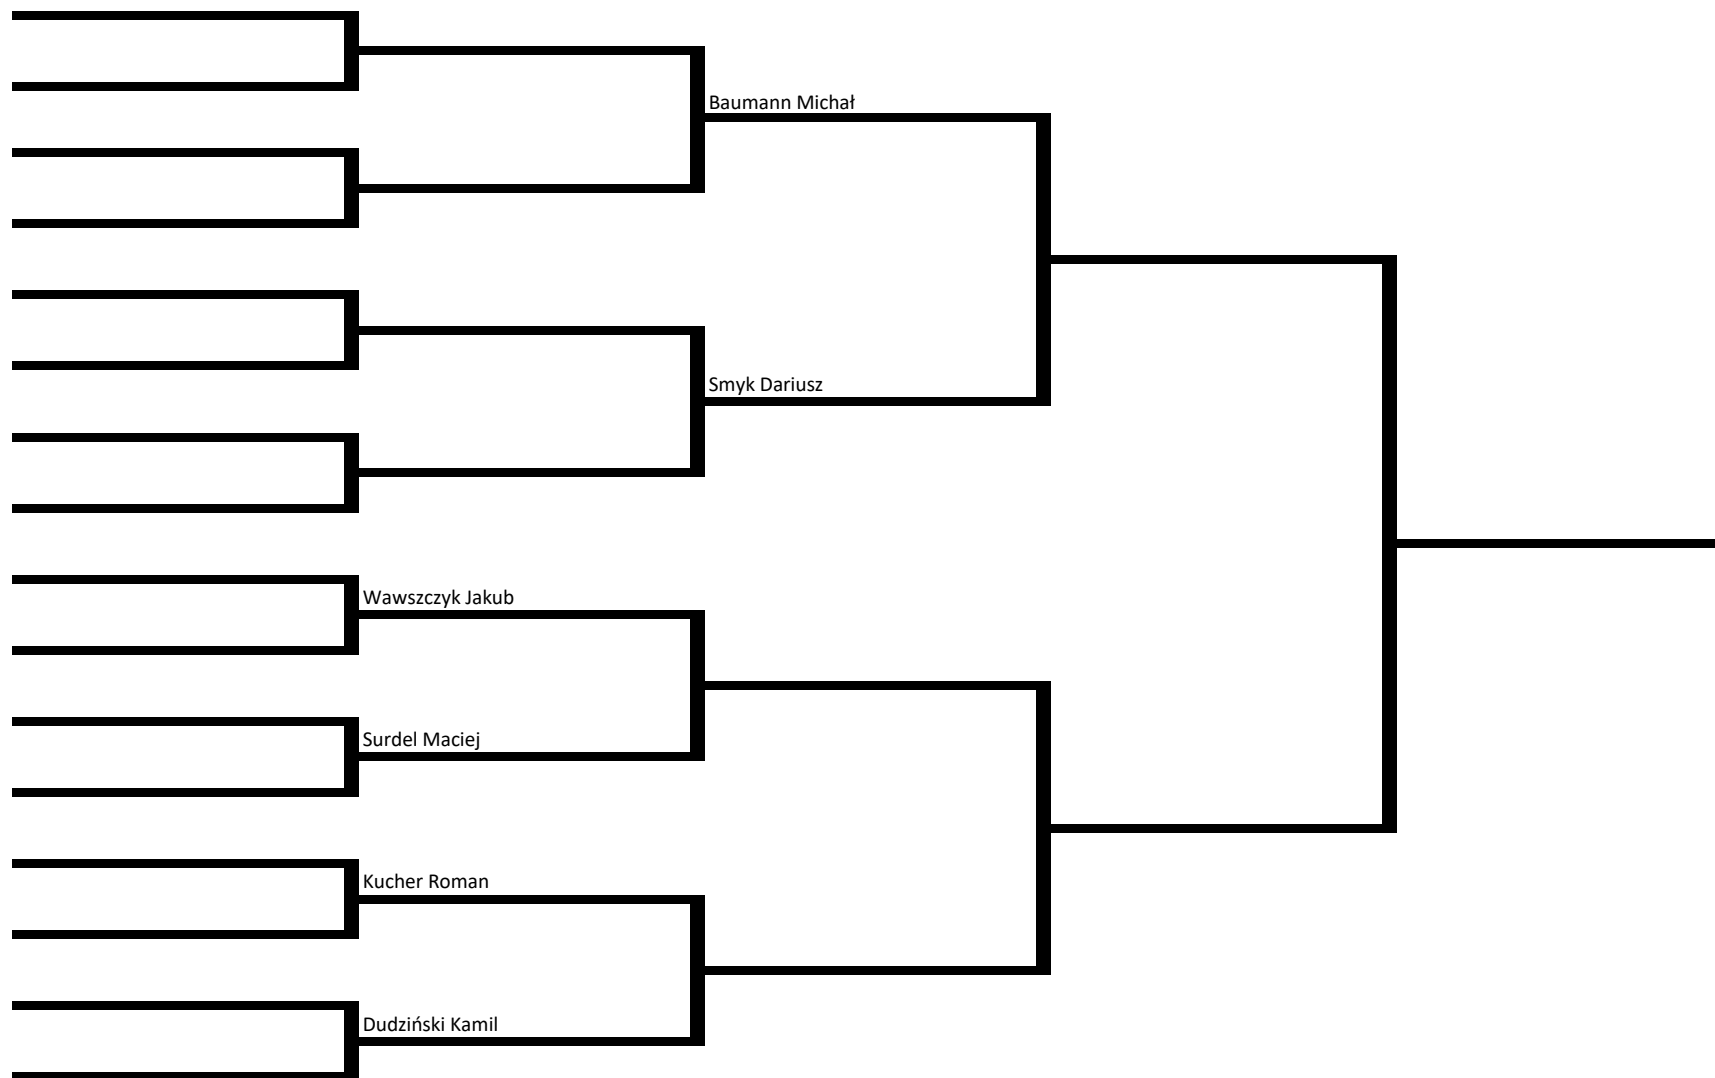 Baumann Michał
Smyk Dariusz
Wawszczyk Jakub
Surdel Maciej
Kucher Roman
Dudziński Kamil